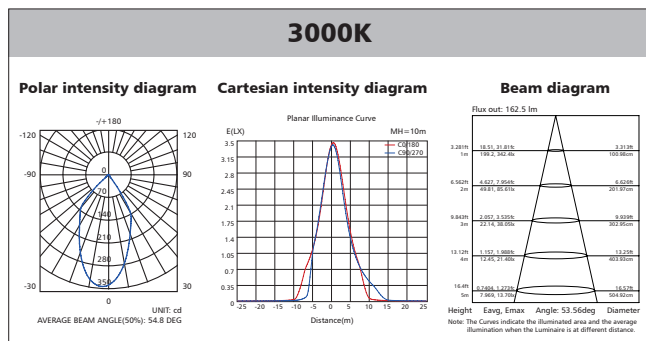 3000K
Polar intensity diagram
Cartesian intensity diagram
Beam diagram
-/+180
-120
120
-90
90
-30
30
0
0
70
140
210
280
350
UNIT: cd
AVERAGE BEAM ANGLE(50%): 54.8 DEG
Planar Illuminance Curve
E(LX)
MH=10m
C0/180
C90/270
3.5
3.15
2.8
2.45
2.1
1.75
1.4
1.05
0.7
0.35
0
-25
-20
-15
-10
-5
0
5
10
15
20
25
Distance(m)
Flux out: 162.5 lm
3.281ft
18.51, 31.81fc
3.313ft
1m
199.2, 342.4lx
100.98cm
6.562ft
4.627, 7.954fc
6.626ft
2m
49.81, 85.61lx
201.97cm
9.843ft
2.057, 3.535fc
9.939ft
3m
22.14, 38.05lx
302.95cm
13.12ft
1.157, 1.988fc
13.25ft
4m
12.45, 21.40lx
403.93cm
16.4ft
0.7404, 1.273fc
16.57ft
5m
7.969, 13.70lx
504.92cm
Height
Eavg, Emax
Angle: 53.56deg
Diameter
Note: The Curves indicate the illuminated area and the average
illumination when the Luminaire is at different distance.